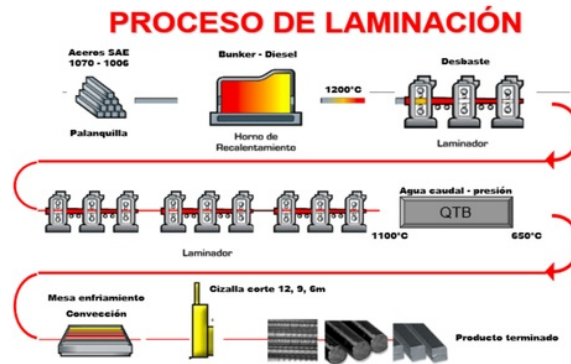 PROCESO DE LAMINACIÓN
Aceros SAE
1070 - 1006
Palanquilla
Bunker - Diesel
Horno de
Recalentamiento
1200°C
Desbaste
Laminador
Laminador
Agua caudal - presión
QTB
1100°C
650°C
Mesa enfriamiento
Convección
Cizalla corte 12, 9, 6m
Producto terminado